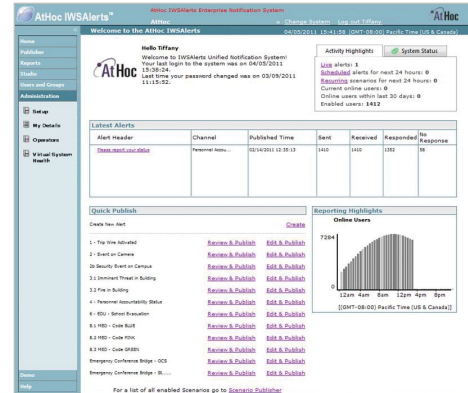 AtHoc IWSAlerts™
AtHoc IWSAlerts Enterprise Notification System
AtHoc
Change System
Log out Tiffany
AtHoc
Welcome to the AtHoc IWSAlerts
04/05/2011 15:41:58 (GMT-08:00) Pacific Time (US & Canada)
Home
Publisher
Reports
Studio
Users and Groups
Administration
Setup
My Details
Operators
Virtual System Health
Demo
Help
AtHoc
Hello Tiffany
Welcome to IWSAlerts Unified Notification System!
Your last login to the system was on 04/05/2011
15:38:24.
Last time your password changed was on 03/09/2011
11:15:52.
Activity Highlights
System Status
Live alerts: 1
Scheduled alerts for next 24 hours: 0
Recurring scenarios for next 24 hours: 0
Current online users: 0
Online users within last 30 days: 0
Enabled users: 1412
Latest Alerts
Alert Header Channel Published Time Sent Received Responded No Response
Please report your status Personnel Accou... 02/14/2011 12:35:13 1410 1410 1352 58
Quick Publish
Create New Alert Create
1 - Trip Wire Activated Review & Publish Edit & Publish
2 - Event on Camera Review & Publish Edit & Publish
2b Security Event on Campus Review & Publish Edit & Publish
3.1 Imminent Threat in Building Review & Publish Edit & Publish
3.2 Fire in Building Review & Publish Edit & Publish
4 - Personnel Accountability Status Review & Publish Edit & Publish
6 - EDU - School Evacuation Review & Publish Edit & Publish
8.1 MED - Code BLUE Review & Publish Edit & Publish
8.2 MED - Code PINK Review & Publish Edit & Publish
8.3 MED - Code GREEN Review & Publish Edit & Publish
Emergency Conference Bridge - OCS Review & Publish Edit & Publish
Emergency Conference Bridge - BL..... Review & Publish Edit & Publish
For a list of all enabled Scenarios go to Scenario Publisher
Reporting Highlights
Online Users
7284
0
12am 4am 8am 12pm 4pm 8pm
[(GMT-08:00) Pacific Time (US & Canada)]